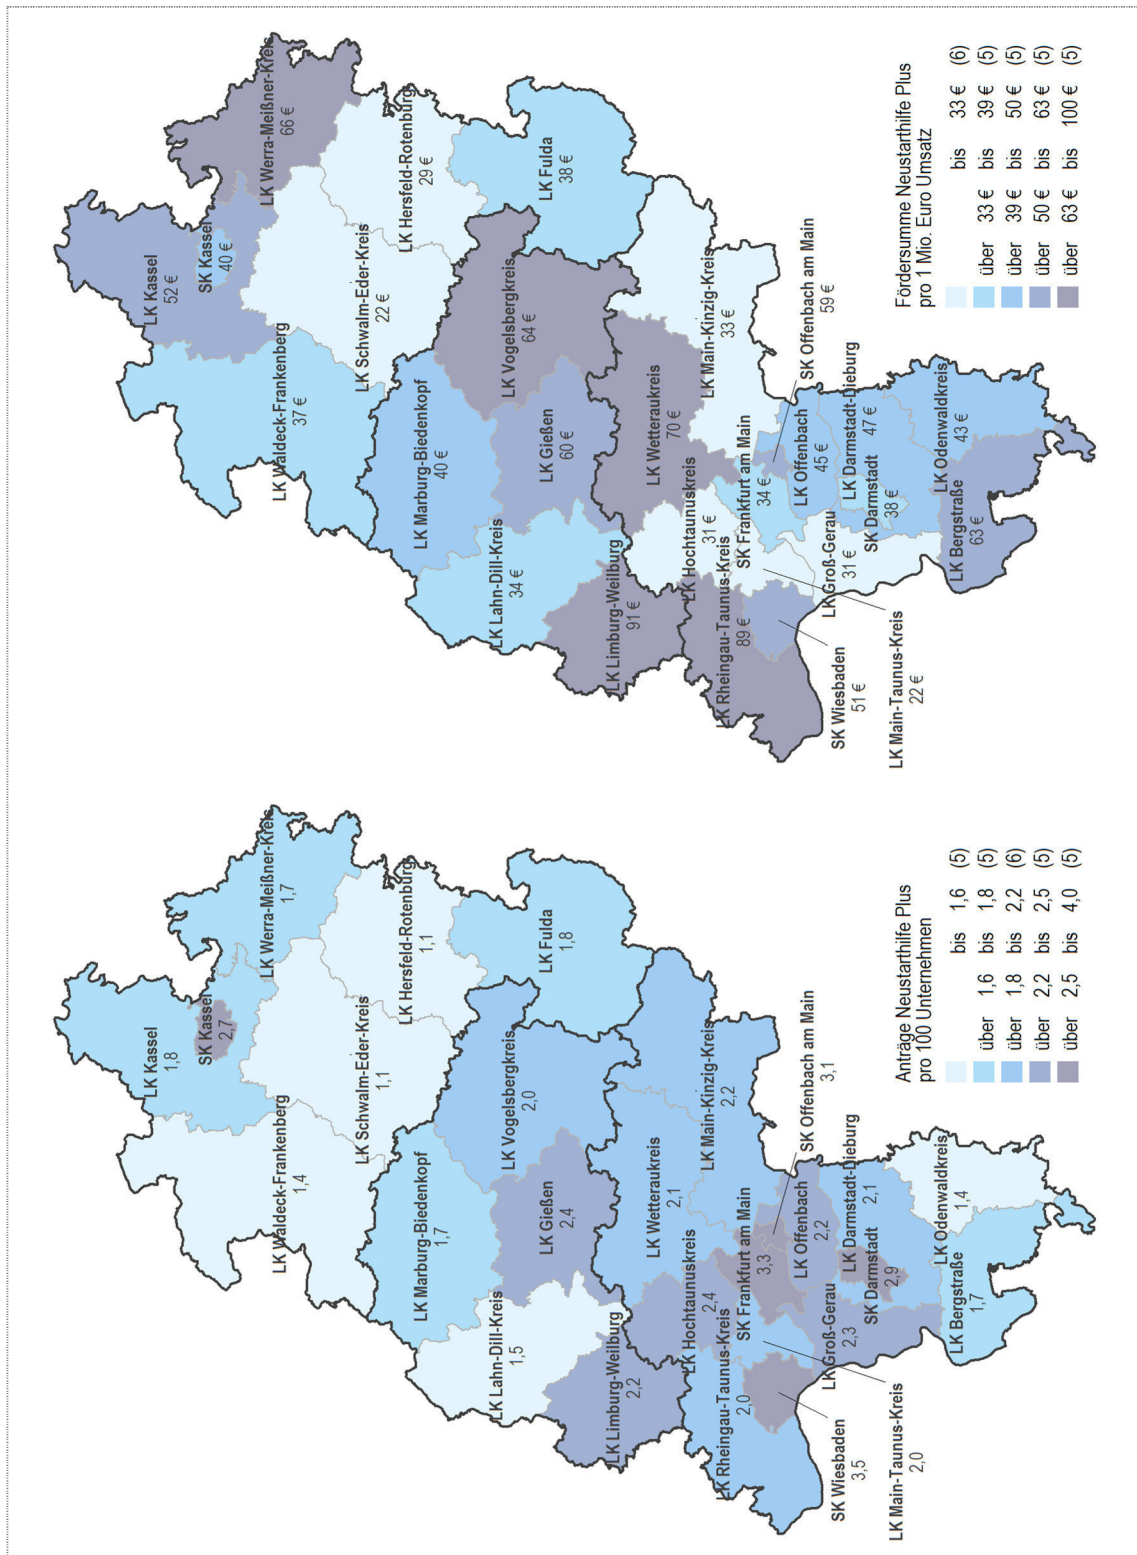 LK Kassel
1,8
SK Kassel
2,7
LK Werra-Meißner-Kreis
1,7
LK Waldeck-Frankenberg
1,4
LK Schwalm-Eder-Kreis
1,1
LK Hersfeld-Rotenburg
1,1
LK Marburg-Biedenkopf
1,7
LK Vogelsbergkreis
2,0
LK Fulda
1,8
LK Lahn-Dill-Kreis
1,5
LK Gießen
2,4
LK Limburg-Weilburg
2,2
LK Wetteraukreis
2,1
LK Hochtaunuskreis
2,4
LK Main-Kinzig-Kreis
2,2
LK Rheingau-Taunus-Kreis
2,0
SK Frankfurt am Main
3,3
SK Offenbach am Main
3,1
LK Offenbach
2,2
SK Wiesbaden
3,5
LK Main-Taunus-Kreis
2,0
LK Groß-Gerau
2,3
LK Darmstadt-Dieburg
2,1
SK Darmstadt
2,9
LK Bergstraße
1,7
LK Odenwaldkreis
1,4
Anträge Neustarthilfe Plus
pro 100 Unternehmen
bis 1,6 (5)
über 1,6 bis 1,8 (5)
über 1,8 bis 2,2 (6)
über 2,2 bis 2,5 (5)
über 2,5 bis 4,0 (5)
LK Kassel
52 €
SK Kassel
40 €
LK Werra-Meißner-Kreis
66 €
LK Waldeck-Frankenberg
37 €
LK Schwalm-Eder-Kreis
22 €
LK Hersfeld-Rotenburg
29 €
LK Marburg-Biedenkopf
40 €
LK Vogelsbergkreis
64 €
LK Fulda
38 €
LK Lahn-Dill-Kreis
34 €
LK Gießen
60 €
LK Limburg-Weilburg
91 €
LK Wetteraukreis
70 €
LK Hochtaunuskreis
31 €
LK Main-Kinzig-Kreis
33 €
LK Rheingau-Taunus-Kreis
89 €
SK Frankfurt am Main
34 €
SK Offenbach am Main
59 €
LK Offenbach
45 €
SK Wiesbaden
51 €
LK Main-Taunus-Kreis
22 €
LK Groß-Gerau
31 €
LK Darmstadt-Dieburg
47 €
SK Darmstadt
38 €
LK Bergstraße
63 €
LK Odenwaldkreis
43 €
Fördersumme Neustarthilfe Plus
pro 1 Mio. Euro Umsatz
bis 33 € (6)
über 33 € bis 39 € (5)
über 39 € bis 50 € (5)
über 50 € bis 63 € (5)
über 63 € bis 100 € (5)